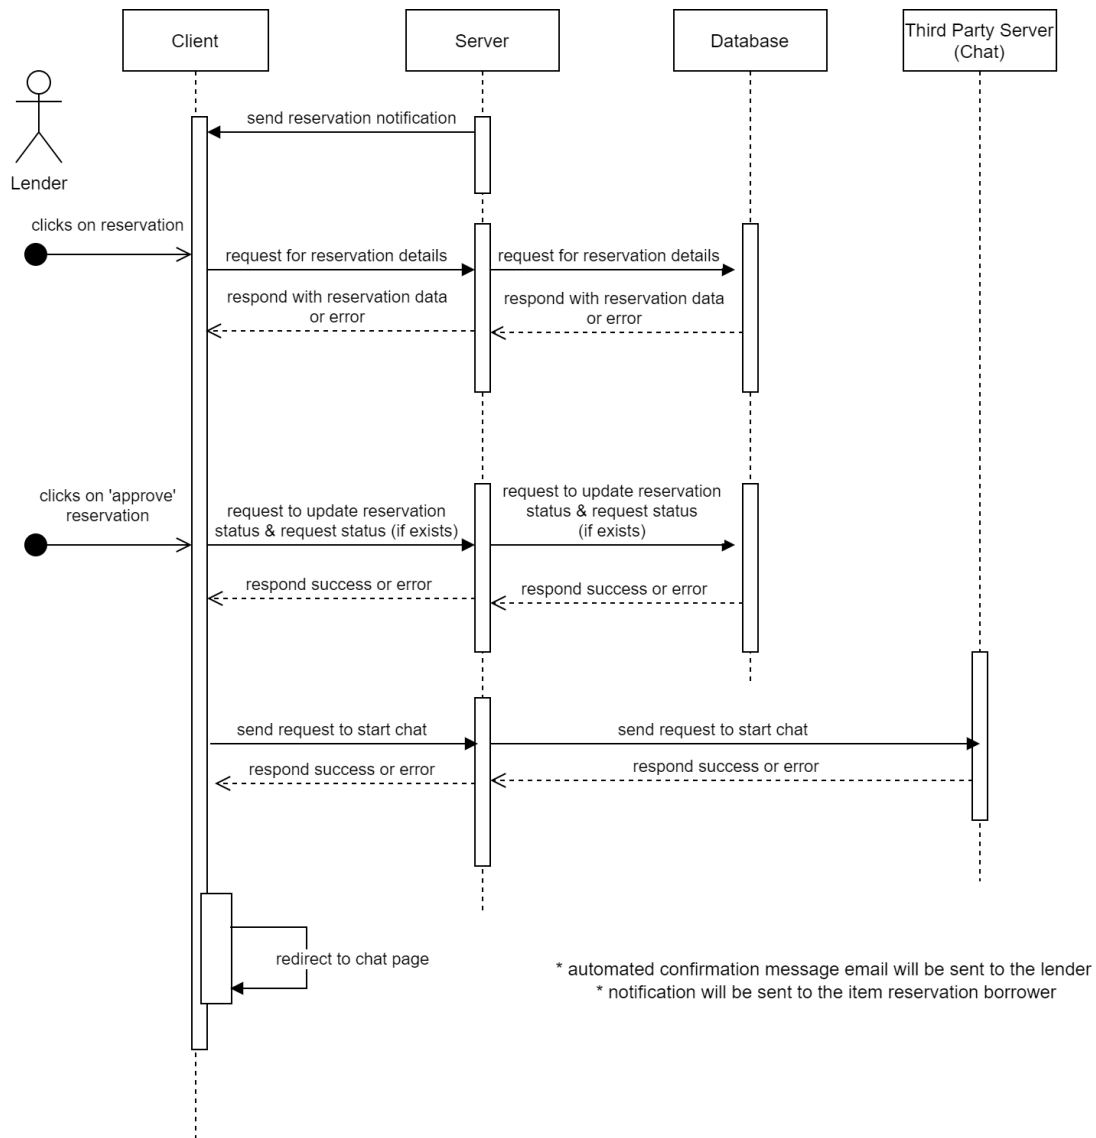 Client
Server
Database
Third Party Server
(Chat)
Lender
send reservation notification
clicks on reservation
request for reservation details
request for reservation details
respond with reservation data
or error
respond with reservation data
or error
clicks on 'approve'
reservation
request to update reservation
status & request status (if exists)
request to update reservation
status & request status
(if exists)
respond success or error
respond success or error
send request to start chat
send request to start chat
respond success or error
respond success or error
redirect to chat page
* automated confirmation message email will be sent to the lender
* notification will be sent to the item reservation borrower